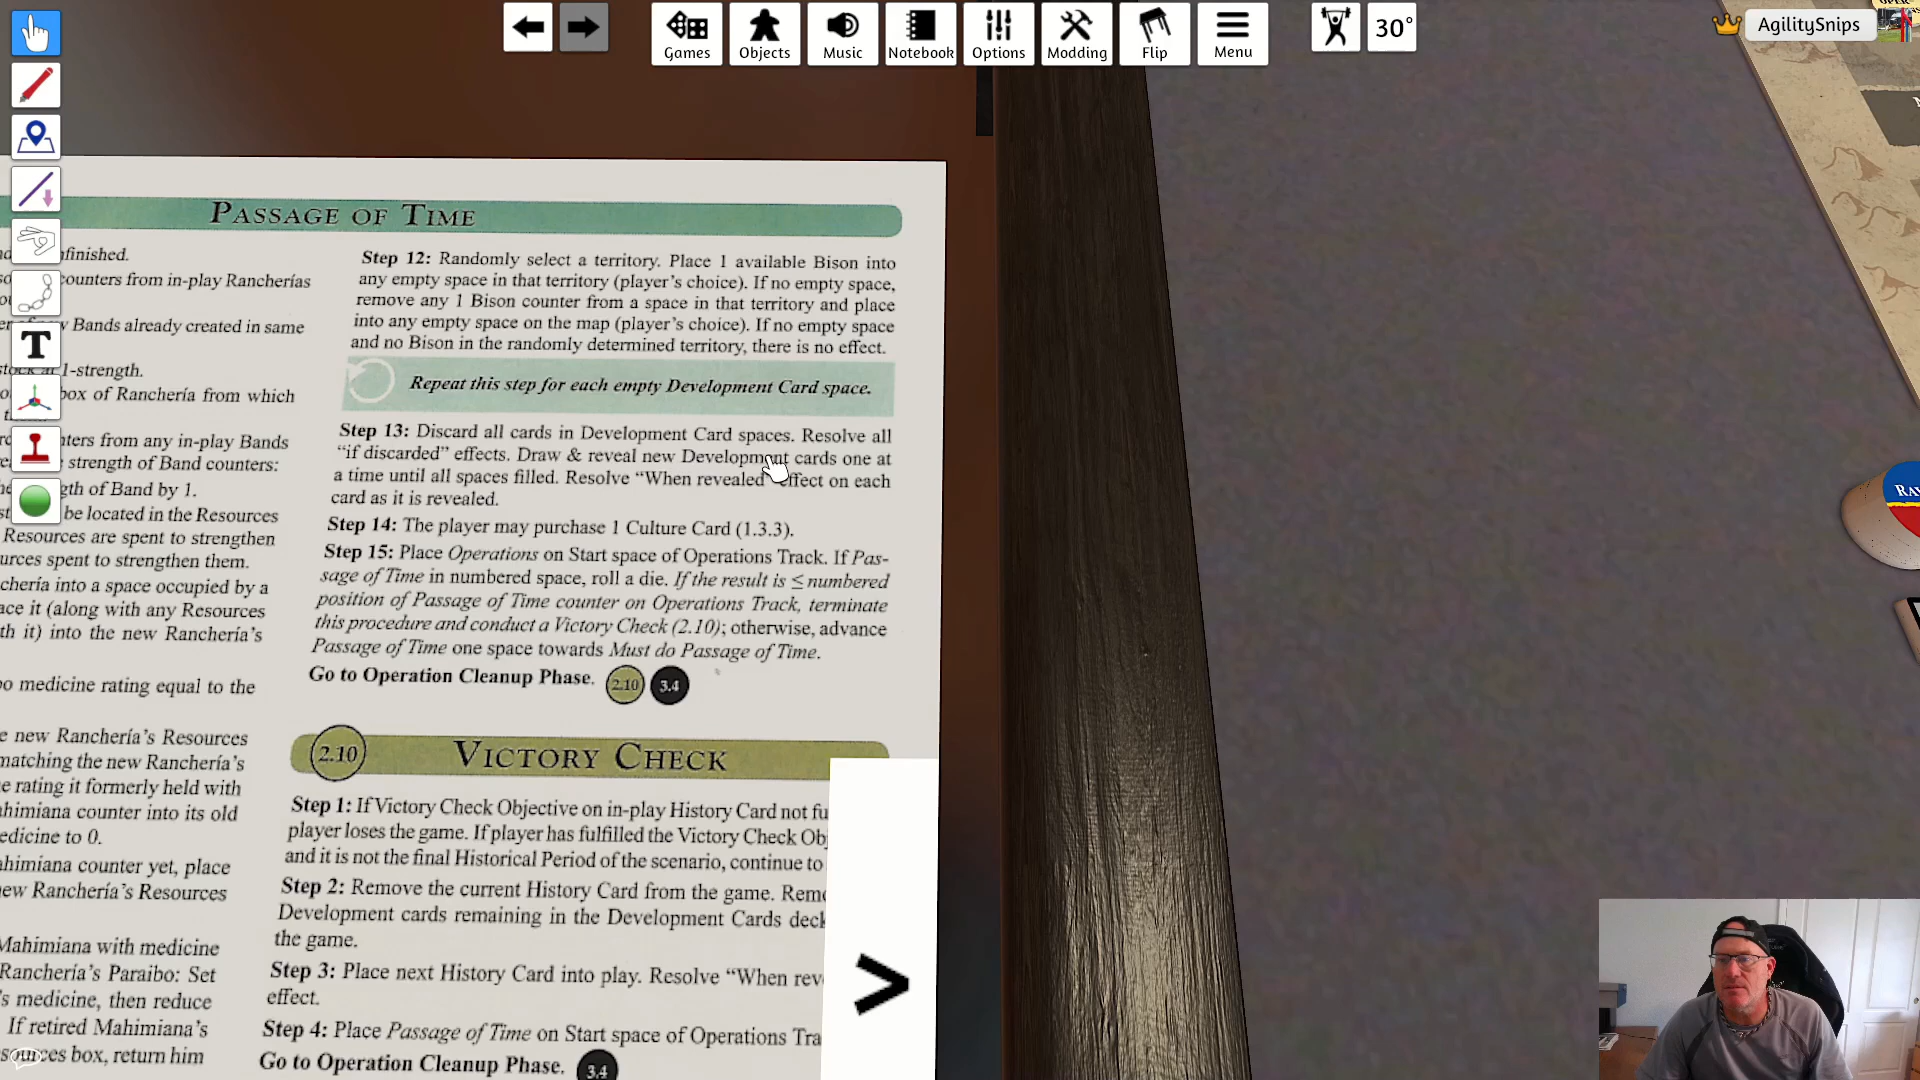 Games
Objects
Music
Notebook
Options
Modding
Flip
Menu
30°
AgilitySnips
T
PASSAGE OF TIME
finished.
ounters from in-play Rancherías
Bands already created in same
1-strength.
box of Ranchería from which
nters from any in-play Bands
strength of Band counters:
gth of Band by 1.
be located in the Resources
Resources are spent to strengthen
urces spent to strengthen them.
chería into a space occupied by a
ace it (along with any Resources
th it) into the new Ranchería's
bo medicine rating equal to the
e new Ranchería's Resources
matching the new Ranchería's
e rating it formerly held with
ahimiana counter into its old
edicine to 0.
ahimiana counter yet, place
new Ranchería's Resources
Mahimiana with medicine
Ranchería's Paraibo: Set
's medicine, then reduce
If retired Mahimiana's
sources box, return him
Step 12: Randomly select a territory. Place 1 available Bison into
any empty space in that territory (player's choice). If no empty space,
remove any 1 Bison counter from a space in that territory and place
into any empty space on the map (player's choice). If no empty space
and no Bison in the randomly determined territory, there is no effect.
Repeat this step for each empty Development Card space.
Step 13: Discard all cards in Development Card spaces. Resolve all
"if discarded" effects. Draw & reveal new Development cards one at
a time until all spaces filled. Resolve "When revealed" effect on each
card as it is revealed.
Step 14: The player may purchase 1 Culture Card (1.3.3).
Step 15: Place Operations on Start space of Operations Track. If Pas-
sage of Time in numbered space, roll a die. If the result is ≤ numbered
position of Passage of Time counter on Operations Track, terminate
this procedure and conduct a Victory Check (2.10); otherwise, advance
Passage of Time one space towards Must do Passage of Time.
Go to Operation Cleanup Phase. 2.10 3.4
2.10 VICTORY CHECK
Step 1: If Victory Check Objective on in-play History Card not fu
player loses the game. If player has fulfilled the Victory Check Ob
and it is not the final Historical Period of the scenario, continue to
Step 2: Remove the current History Card from the game. Remo
Development cards remaining in the Development Cards deck
the game.
Step 3: Place next History Card into play. Resolve "When rev
effect.
Step 4: Place Passage of Time on Start space of Operations Tra
Go to Operation Cleanup Phase. 3.4
>